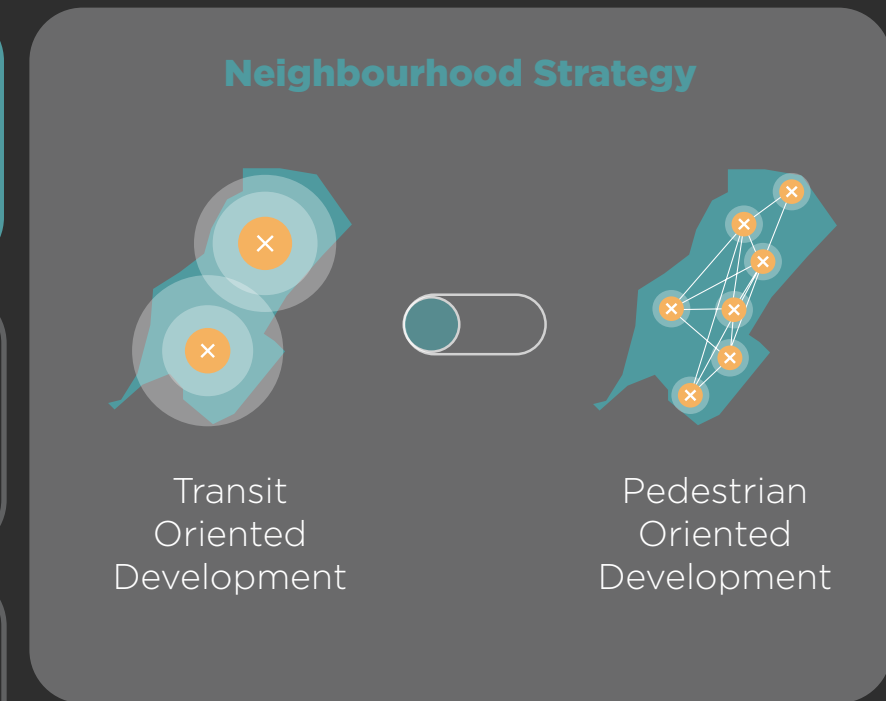 Neighbourhood Strategy
Transit
Oriented
Development
Pedestrian
Oriented
Development